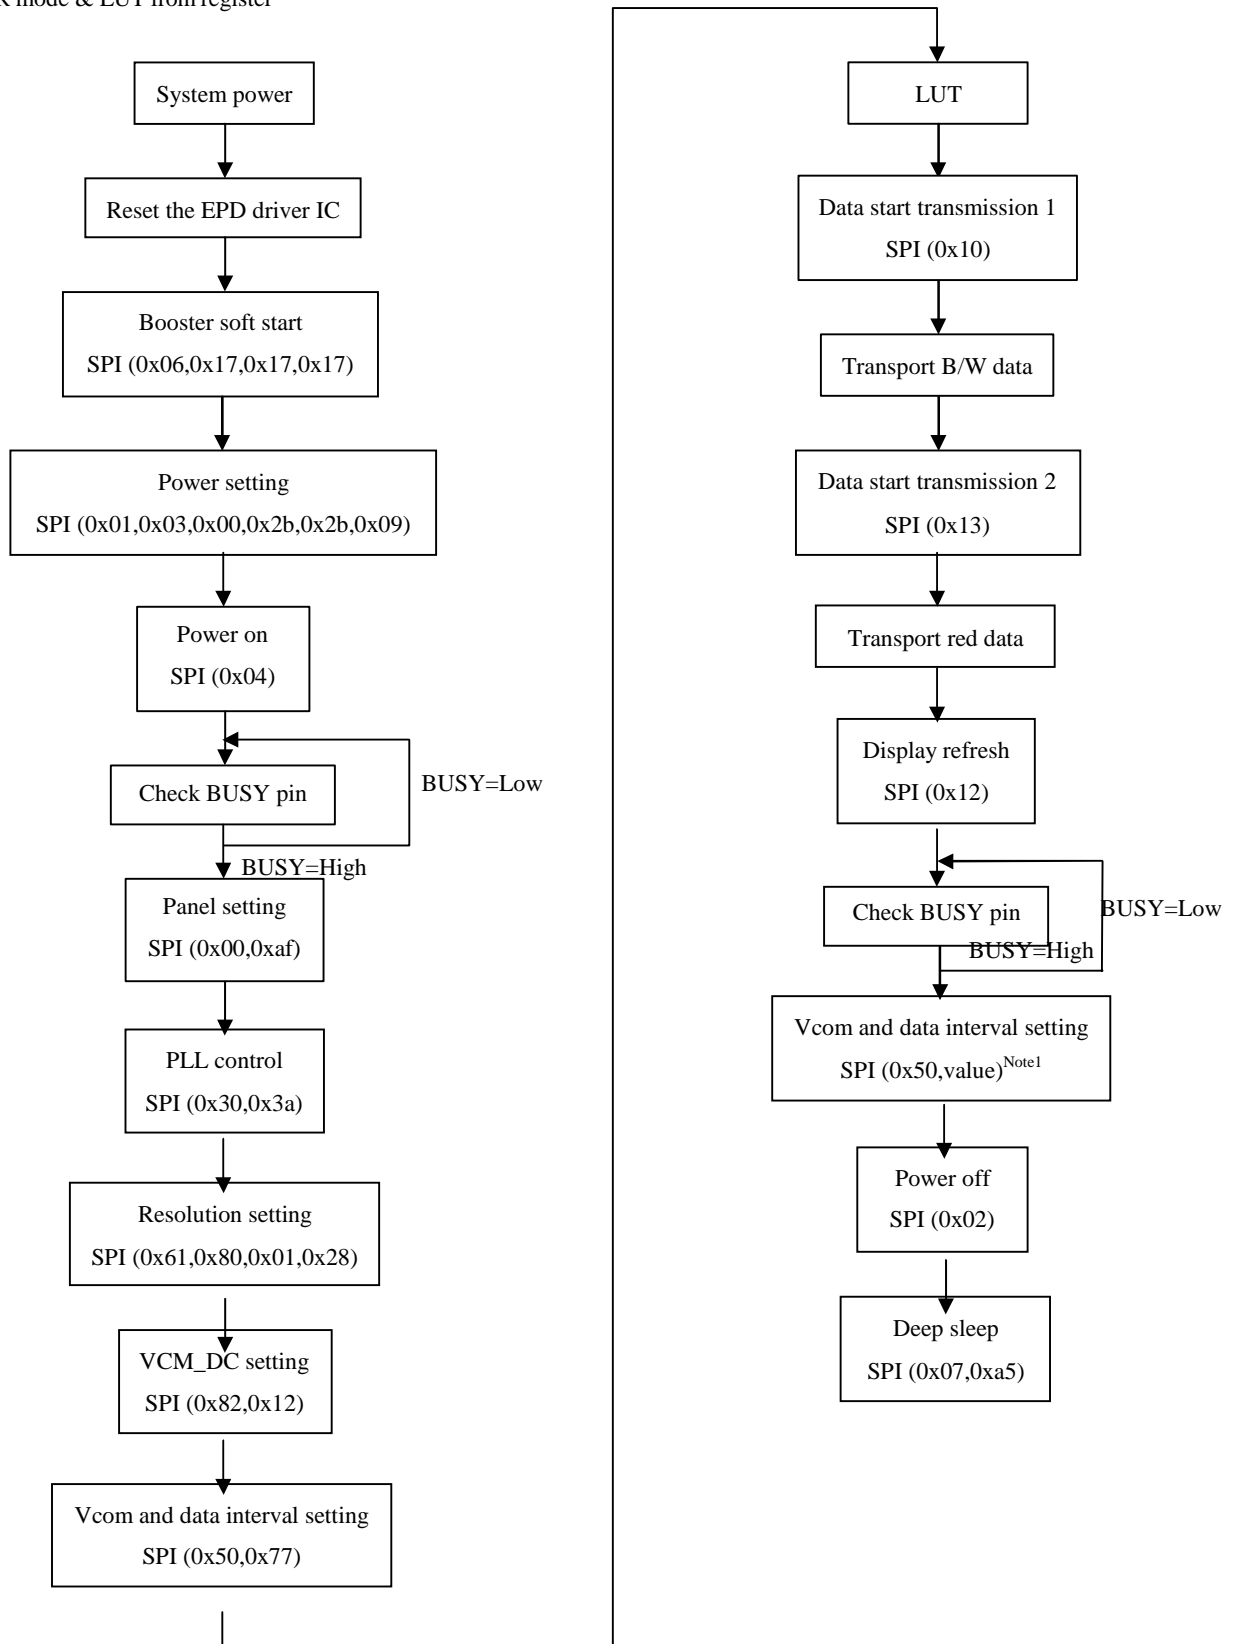 mode & LUT from register
System power
Reset the EPD driver IC
Booster soft start
SPI (0x06,0x17,0x17,0x17)
Power setting
SPI (0x01,0x03,0x00,0x2b,0x2b,0x09)
Power on
SPI (0x04)
Check BUSY pin
BUSY=Low
BUSY=High
Panel setting
SPI (0x00,0xaf)
PLL control
SPI (0x30,0x3a)
Resolution setting
SPI (0x61,0x80,0x01,0x28)
VCM_DC setting
SPI (0x82,0x12)
Vcom and data interval setting
SPI (0x50,0x77)
LUT
Data start transmission 1
SPI (0x10)
Transport B/W data
Data start transmission 2
SPI (0x13)
Transport red data
Display refresh
SPI (0x12)
Check BUSY pin
BUSY=Low
BUSY=High
Vcom and data interval setting
SPI (0x50,value)Note1
Power off
SPI (0x02)
Deep sleep
SPI (0x07,0xa5)